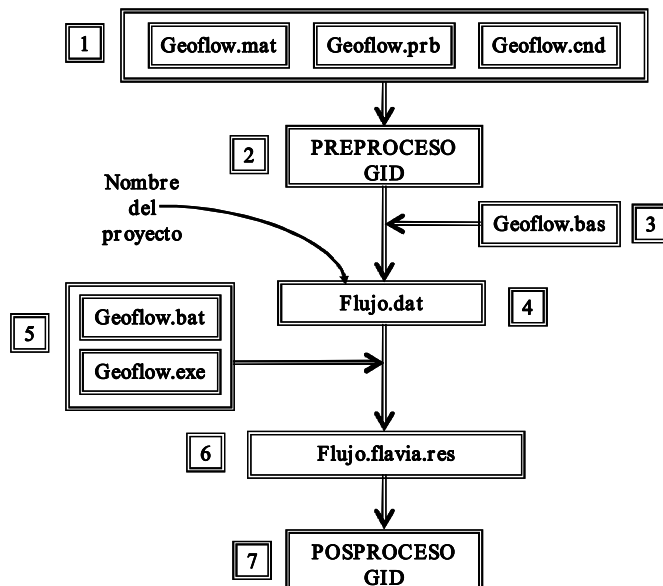 1
Geoflow.mat Geoflow.prb Geoflow.cnd
2
PREPROCESO
GID
Nombre
del
proyecto
Geoflow.bas
3
Flujo.dat
4
5
Geoflow.bat
Geoflow.exe
6
Flujo.flavia.res
7
POSPROCESO
GID